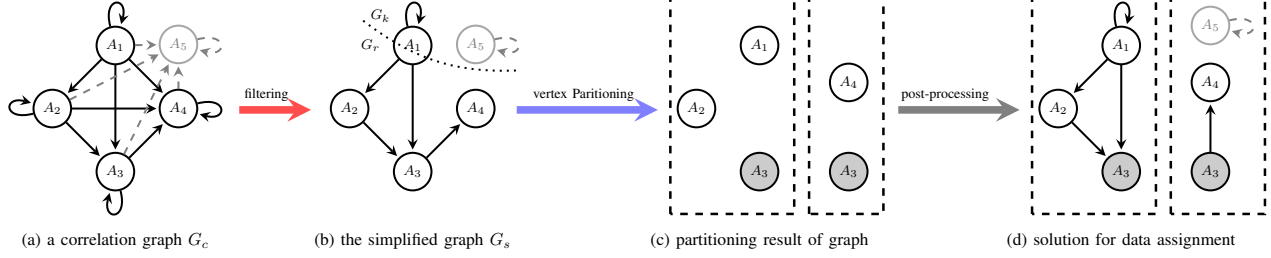 A1
A5
A2
A4
A3
(a) a correlation graph Gc
filtering
Gk
Gr
A1
A5
A2
A4
A3
(b) the simplified graph Gs
vertex Paritioning
A1
A2
A4
A3
A3
(c) partitioning result of graph
post-processing
A1
A5
A2
A4
A3
A3
(d) solution for data assignment